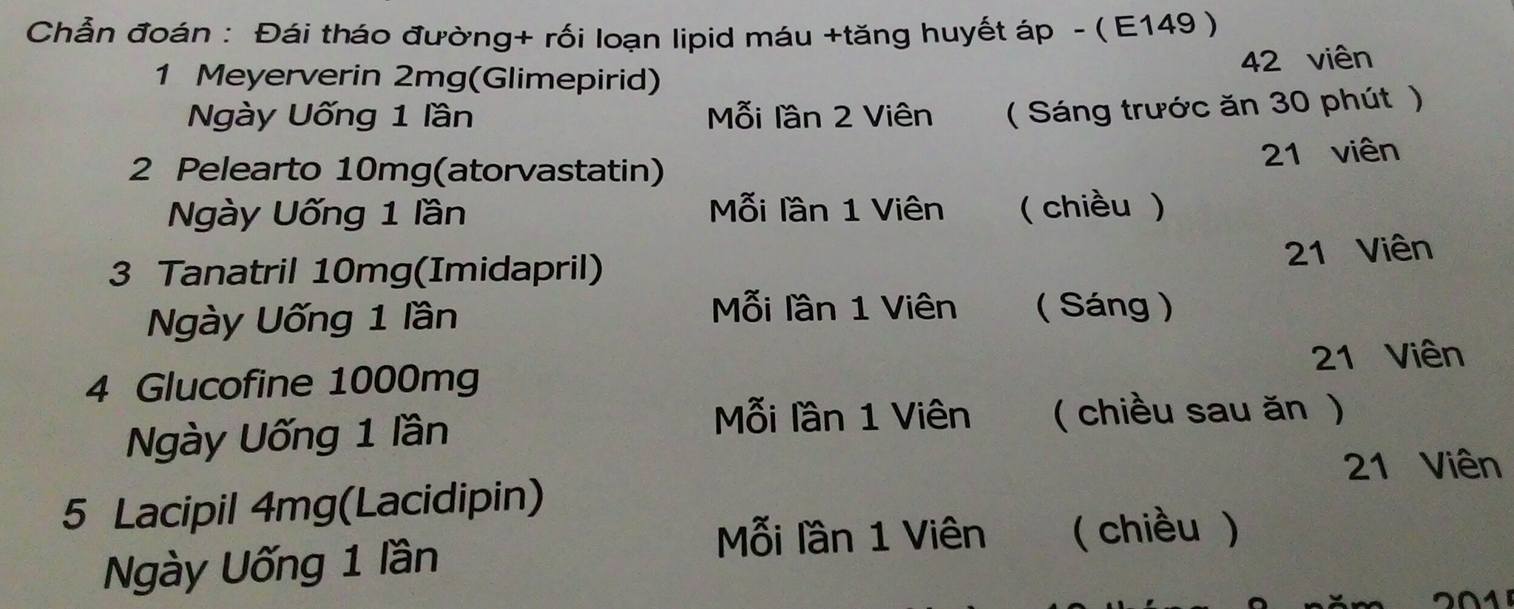 Chẩn đoán : Đái tháo đường+ rối loạn lipid máu +tăng huyết áp - ( E149 )
1 Meyerverin 2mg(Glimepirid) 42 viên
Ngày Uống 1 lần Mỗi lần 2 Viên ( Sáng trước ăn 30 phút )
2 Pelearto 10mg(atorvastatin) 21 viên
Ngày Uống 1 lần Mỗi lần 1 Viên ( chiều )
3 Tanatril 10mg(Imidapril) 21 Viên
Ngày Uống 1 lần Mỗi lần 1 Viên ( Sáng )
4 Glucofine 1000mg 21 Viên
Ngày Uống 1 lần Mỗi lần 1 Viên ( chiều sau ăn )
5 Lacipil 4mg(Lacidipin) 21 Viên
Ngày Uống 1 lần Mỗi lần 1 Viên ( chiều )